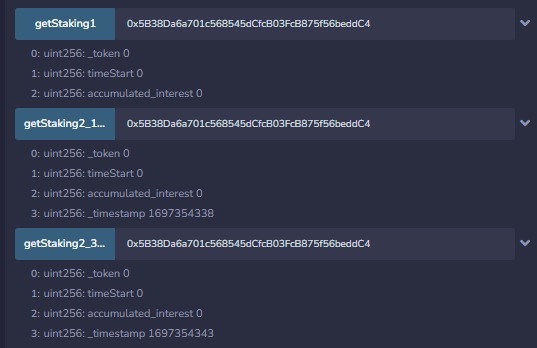 getStaking1 0x5B38Da6a701c568545dCfcB03FcB875f56beddC4
0: uint256: _token 0
1: uint256: timeStart 0
2: uint256: accumulated_interest 0
getStaking2_1... 0x5B38Da6a701c568545dCfcB03FcB875f56beddC4
0: uint256: _token 0
1: uint256: timeStart 0
2: uint256: accumulated_interest 0
3: uint256: _timestamp 1697354338
getStaking2_3... 0x5B38Da6a701c568545dCfcB03FcB875f56beddC4
0: uint256: _token 0
1: uint256: timeStart 0
2: uint256: accumulated_interest 0
3: uint256: _timestamp 1697354343